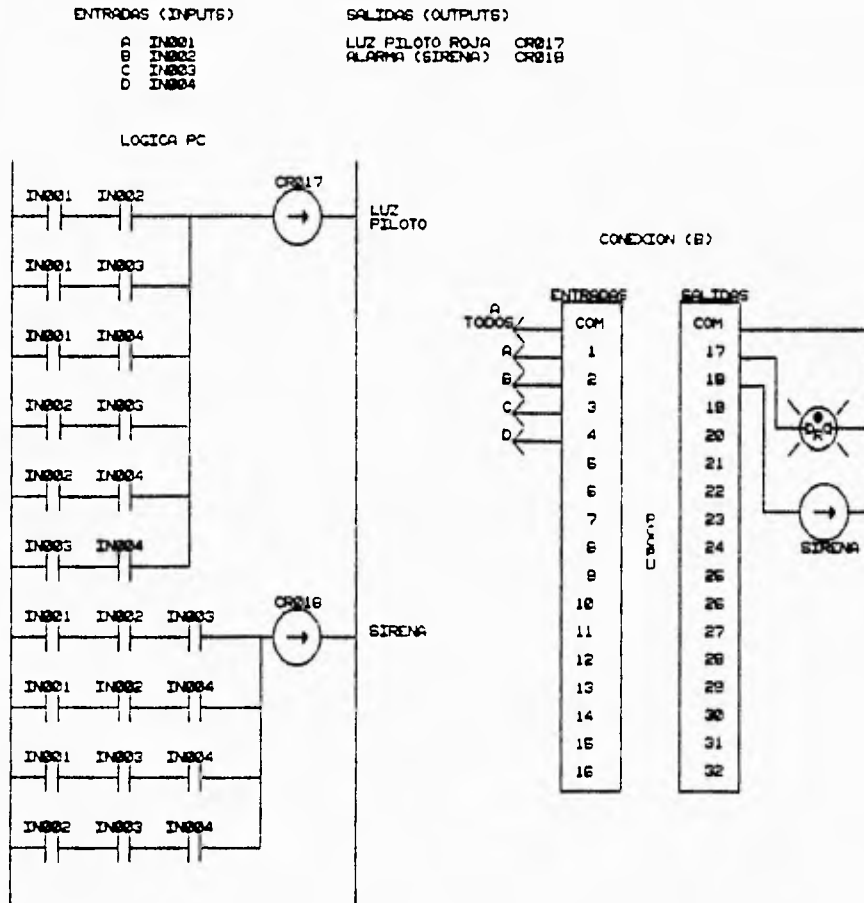 ENTRADAS (INPUTS)
A IN001
B IN002
C IN003
D IN004
SALIDAS (OUTPUTS)
LUZ PILOTO ROJA CR017
ALARMA (SIRENA) CR018
LOGICA PC
IN001 IN002
CR017
LUZ
PILOTO
IN001 IN003
IN001 IN004
IN002 IN003
IN002 IN004
IN003 IN004
IN001 IN002 IN003
CR018
SIRENA
IN001 IN002 IN004
IN001 IN003 IN004
IN002 IN003 IN004
CONEXION (B)
ENTRADAS
A
TODOS
COM
A 1
B 2
C 3
D 4
5
6
7
8
9
10
11
12
13
14
15
16
SALIDAS
COM
17
18
19
20
21
22
23
24
25
26
27
28
29
30
31
32
R
SIRENA